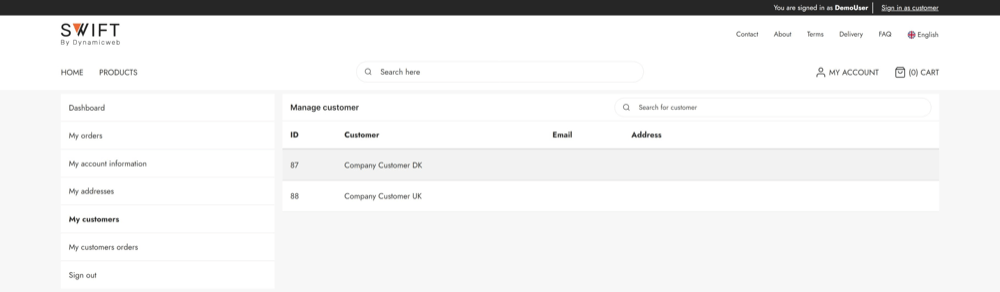 You are signed in as DemoUser | Sign in as customer
SWIFT
By Dynamicweb
Contact About Terms Delivery FAQ English
HOME PRODUCTS Search here MY ACCOUNT (0) CART
Dashboard
My orders
My account information
My addresses
My customers
My customers orders
Sign out
Manage customer Search for customer
ID Customer Email Address
87 Company Customer DK
88 Company Customer UK